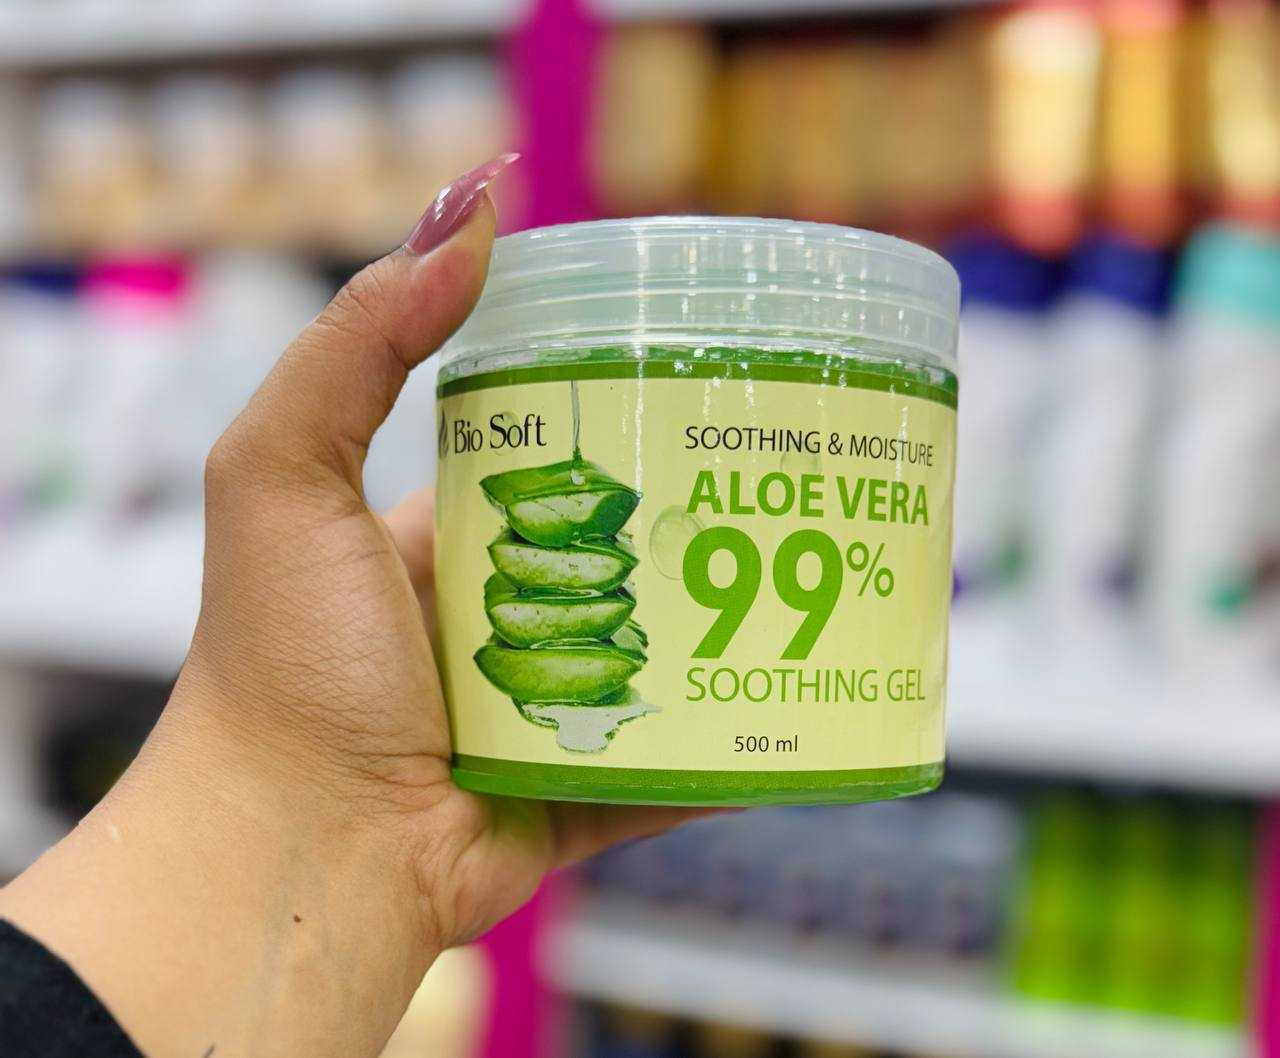 Bio Soft
SOOTHING & MOISTURE
ALOE VERA
99%
SOOTHING GEL
500 ml